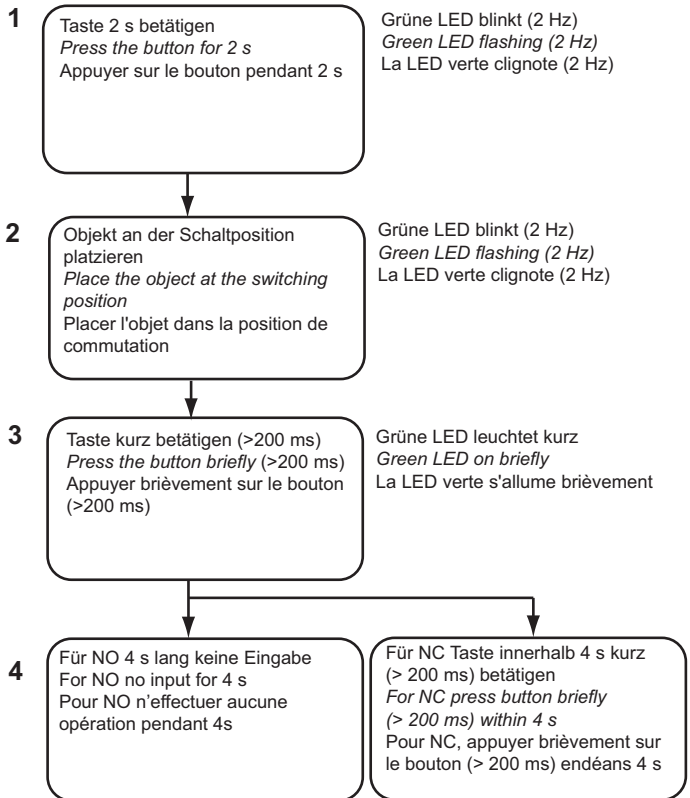 1
Taste 2 s betätigen
Press the button for 2 s
Appuyer sur le bouton pendant 2 s
Grüne LED blinkt (2 Hz)
Green LED flashing (2 Hz)
La LED verte clignote (2 Hz)
2
Objekt an der Schaltposition
platzieren
Place the object at the switching
position
Placer l'objet dans la position de
commutation
Grüne LED blinkt (2 Hz)
Green LED flashing (2 Hz)
La LED verte clignote (2 Hz)
3
Taste kurz betätigen (>200 ms)
Press the button briefly (>200 ms)
Appuyer brièvement sur le bouton
(>200 ms)
Grüne LED leuchtet kurz
Green LED on briefly
La LED verte s'allume brièvement
4
Für NO 4 s lang keine Eingabe
For NO no input for 4 s
Pour NO n’effectuer aucune
opération pendant 4s
Für NC Taste innerhalb 4 s kurz
(> 200 ms) betätigen
For NC press button briefly
(> 200 ms) within 4 s
Pour NC, appuyer brièvement sur
le bouton (> 200 ms) endéans 4 s